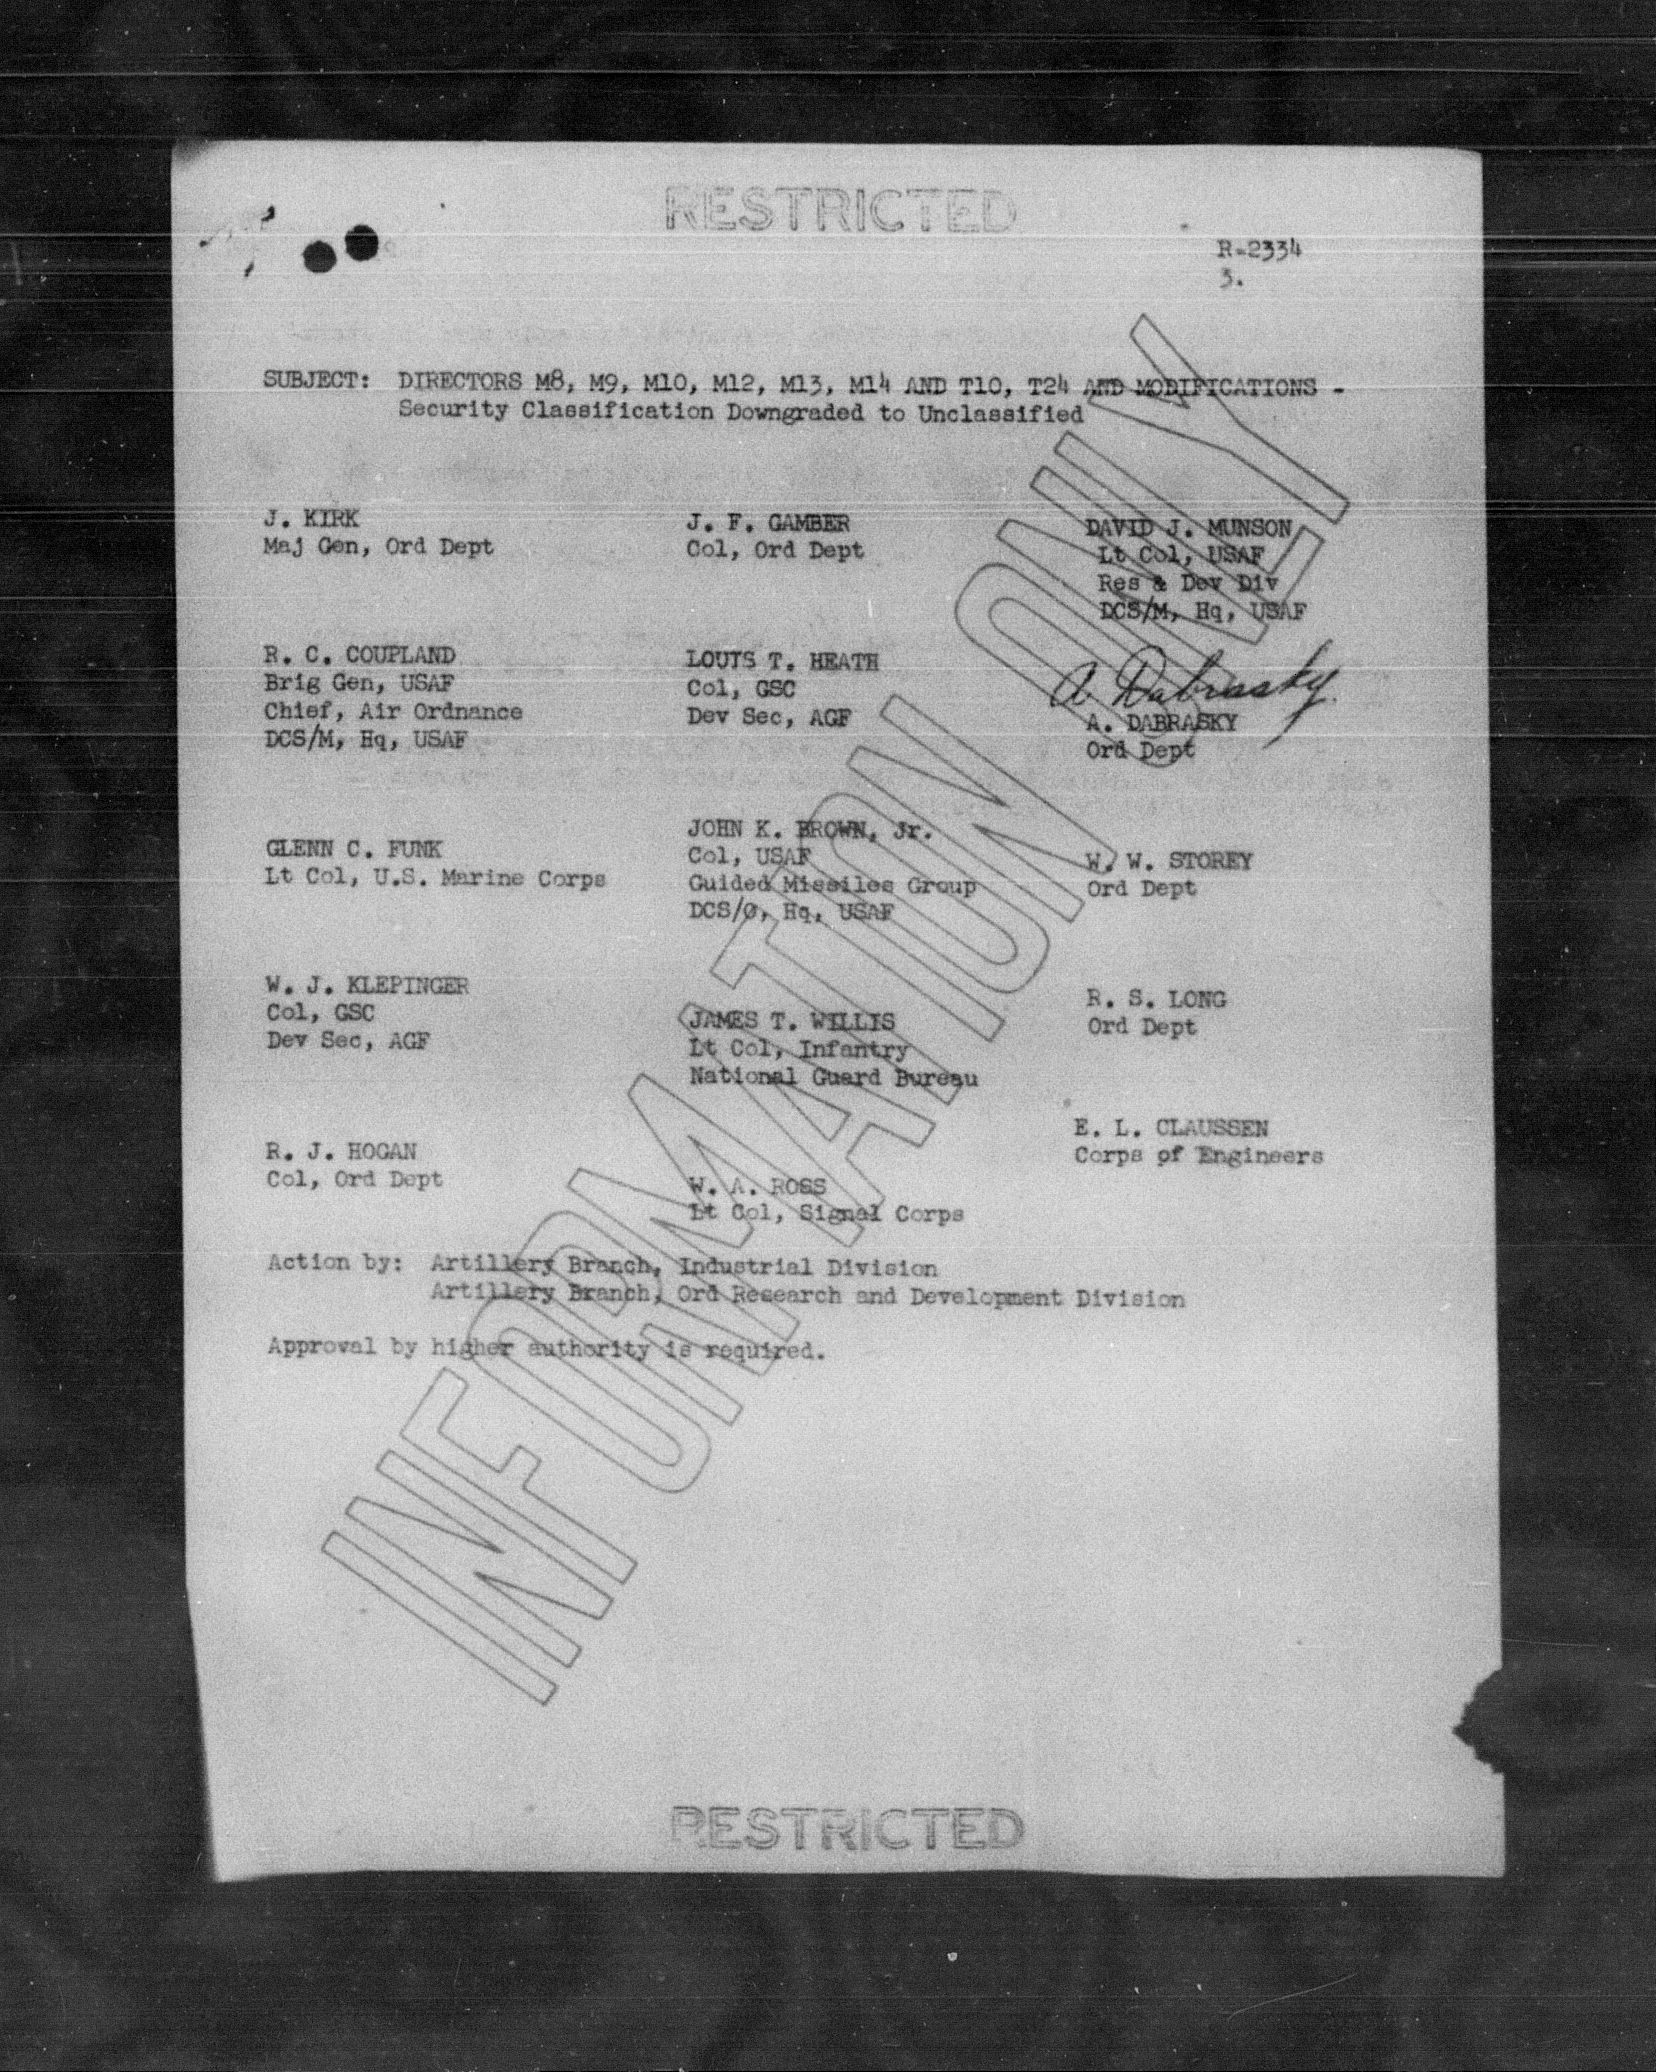 RESTRICTED
R-2334
3.
SUBJECT: DIRECTORS M8, M9, M10, M12, M13, M14 AND T10, T24 AND MODIFICATIONS -
Security Classification Downgraded to Unclassified
J. KIRK
Maj Gen, Ord Dept
R. C. COUPLAND
Brig Gen, USAF
Chief, Air Ordnance
DCS/M, Hq, USAF
GLENN C. FUNK
Lt Col, U.S. Marine Corps
W. J. KLEPINGER
Col, GSC
Dev Sec, AGF
R. J. HOGAN
Col, Ord Dept
J. F. GAMBER
Col, Ord Dept
LOUIS T. HEATH
Col, GSC
Dev Sec, AGF
JOHN K. BROWN, Jr.
Col, USAF
Guided Missiles Group
DCS/O, Hq, USAF
JAMES T. WILLIS
Lt Col, Infantry
National Guard Bureau
W. A. ROSS
Lt Col, Signal Corps
DAVID J. MUNSON
Lt Col, USAF
Res & Dev Div
DCS/M, Hq, USAF
A Dabrasky
A. DABRASKY
Ord Dept
W. W. STOREY
Ord Dept
R. S. LONG
Ord Dept
E. L. CLAUSSEN
Corps of Engineers
Action by: Artillery Branch, Industrial Division
Artillery Branch, Ord Research and Development Division
Approval by higher authority is required.
INFORMATION ONLY
RESTRICTED